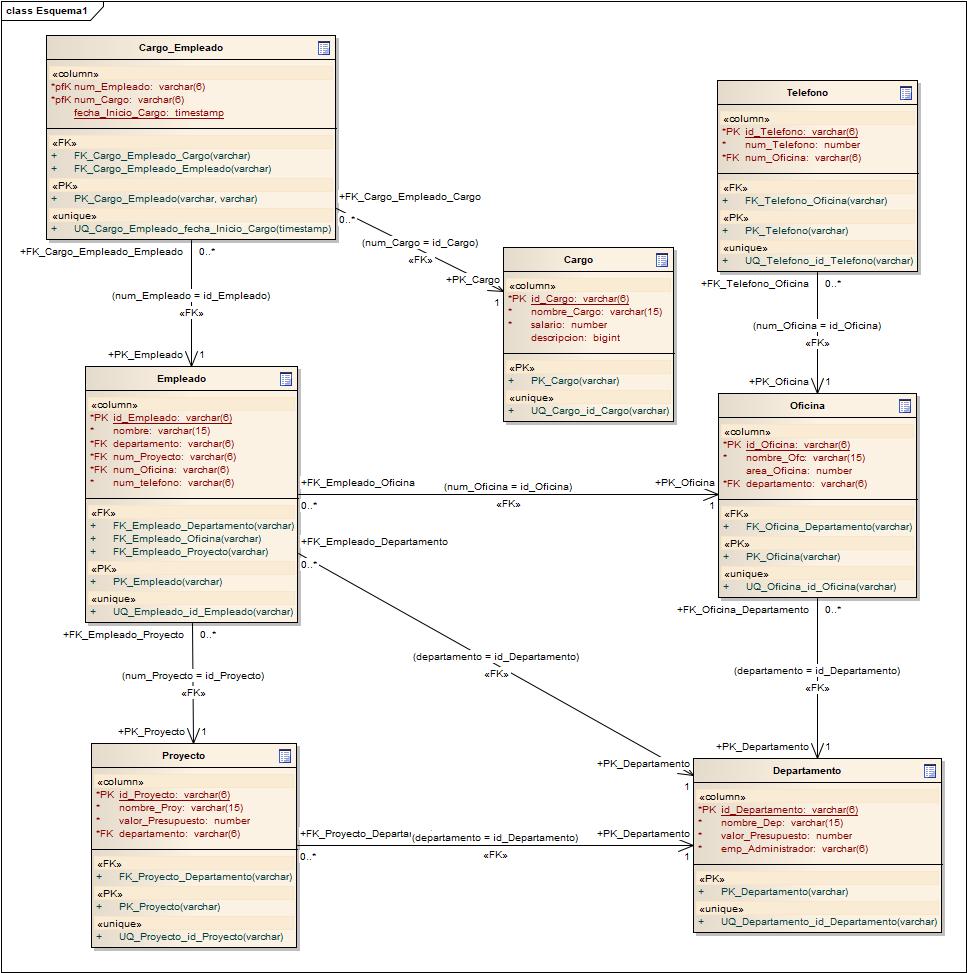 class Esquema1
Cargo_Empleado
«column»
*pfK num_Empleado: varchar(6)
*pfK num_Cargo: varchar(6)
fecha_Inicio_Cargo: timestamp
«FK»
+ FK_Cargo_Empleado_Cargo(varchar)
+ FK_Cargo_Empleado_Empleado(varchar)
«PK»
+ PK_Cargo_Empleado(varchar, varchar)
«unique»
+ UQ_Cargo_Empleado_fecha_Inicio_Cargo(timestamp)
Telefono
«column»
*PK id_Telefono: varchar(6)
* num_Telefono: number
*FK num_Oficina: varchar(6)
«FK»
+ FK_Telefono_Oficina(varchar)
«PK»
+ PK_Telefono(varchar)
«unique»
+ UQ_Telefono_id_Telefono(varchar)
+FK_Cargo_Empleado_Cargo
0..*
(num_Cargo = id_Cargo)
«FK»
+PK_Cargo
1
Cargo
«column»
*PK id_Cargo: varchar(6)
* nombre_Cargo: varchar(15)
* salario: number
descripcion: bigint
«PK»
+ PK_Cargo(varchar)
«unique»
+ UQ_Cargo_id_Cargo(varchar)
+FK_Cargo_Empleado_Empleado
0..*
(num_Empleado = id_Empleado)
«FK»
+PK_Empleado
1
+FK_Telefono_Oficina
0..*
(num_Oficina = id_Oficina)
«FK»
+PK_Oficina
1
Empleado
«column»
*PK id_Empleado: varchar(6)
* nombre: varchar(15)
*FK departamento: varchar(6)
*FK num_Proyecto: varchar(6)
*FK num_Oficina: varchar(6)
* num_telefono: varchar(6)
«FK»
+ FK_Empleado_Departamento(varchar)
+ FK_Empleado_Oficina(varchar)
+ FK_Empleado_Proyecto(varchar)
«PK»
+ PK_Empleado(varchar)
«unique»
+ UQ_Empleado_id_Empleado(varchar)
+FK_Empleado_Oficina
0..*
(num_Oficina = id_Oficina)
«FK»
+PK_Oficina
1
Oficina
«column»
*PK id_Oficina: varchar(6)
* nombre_Ofo: varchar(15)
area_Oficina: number
*FK departamento: varchar(6)
«FK»
+ FK_Oficina_Departamento(varchar)
«PK»
+ PK_Oficina(varchar)
«unique»
+ UQ_Oficina_id_Oficina(varchar)
+FK_Empleado_Departamento
0..*
(departamento = id_Departamento)
«FK»
+PK_Departamento
1
+FK_Empleado_Proyecto
0..*
(num_Proyecto = id_Proyecto)
«FK»
+PK_Proyecto
1
+FK_Oficina_Departamento
0..*
(departamento = id_Departamento)
«FK»
+PK_Departamento
1
Proyecto
«column»
*PK id_Proyecto: varchar(6)
* nombre_Proy: varchar(15)
* valor_Presupuesto: number
*FK departamento: varchar(6)
«FK»
+ FK_Proyecto_Departamento(varchar)
«PK»
+ PK_Proyecto(varchar)
«unique»
+ UQ_Proyecto_id_Proyecto(varchar)
+FK_Proyecto_Departa
0..*
(departamento = id_Departamento)
«FK»
+PK_Departamento
1
Departamento
«column»
*PK id_Departamento: varchar(6)
* nombre_Dep: varchar(15)
* valor_Presupuesto: number
* emp_Administrador: varchar(6)
«PK»
+ PK_Departamento(varchar)
«unique»
+ UQ_Departamento_id_Departamento(varchar)